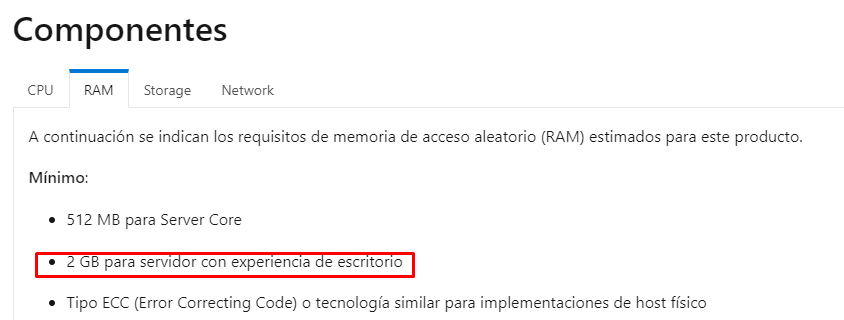 Componentes
CPU RAM Storage Network
A continuación se indican los requisitos de memoria de acceso aleatorio (RAM) estimados para este producto.
Mínimo:
• 512 MB para Server Core
• 2 GB para servidor con experiencia de escritorio
• Tipo ECC (Error Correcting Code) o tecnología similar para implementaciones de host físico